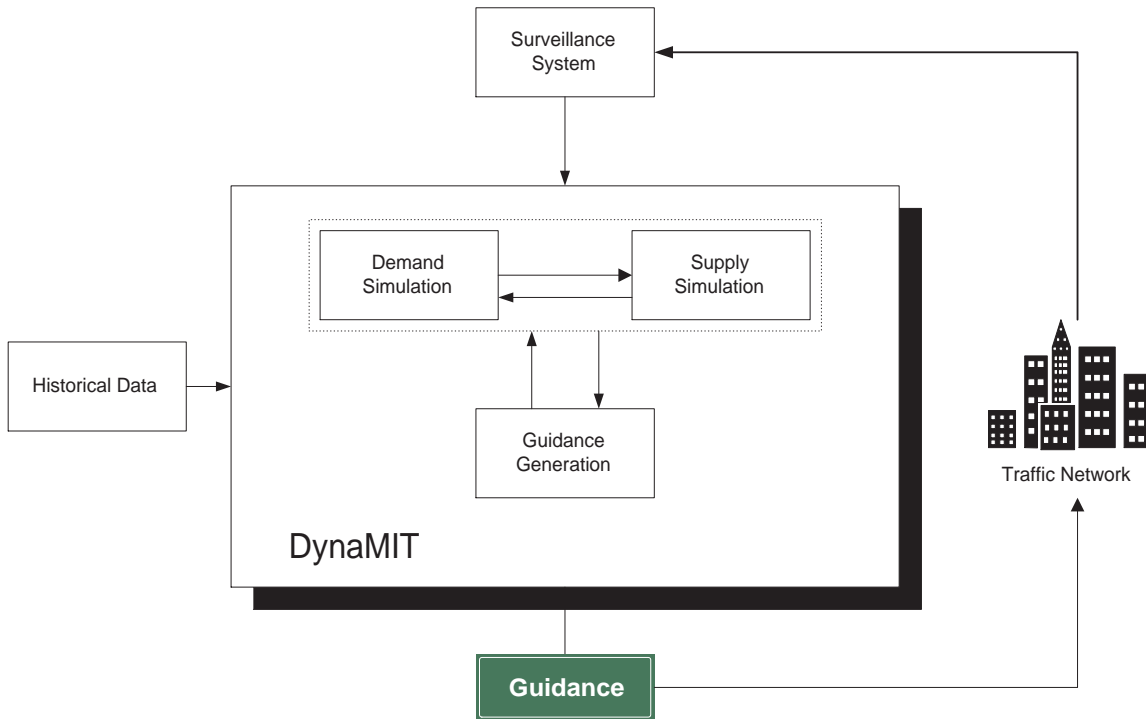 Surveillance
System
Demand
Simulation
Supply
Simulation
Historical Data
Guidance
Generation
Traffic Network
DynaMIT
Guidance